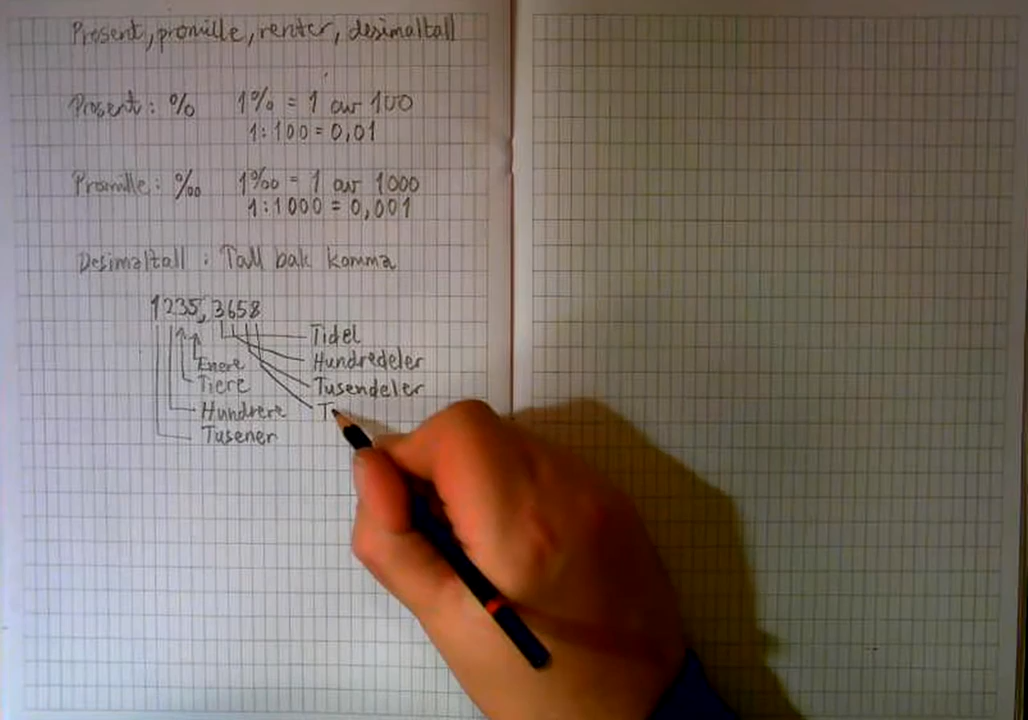 Prosent, promille, renter, desimaltall
Prosent: % 1% = 1 av 100
1:100 = 0,01
Promille: ‰ 1‰ = 1 av 1000
1:1000 = 0,001
Desimaltall: Tall bak komma
1235,3658
Tidel
Enere Hundredeler
Tiere Tusendeler
Hundrere T
Tusener